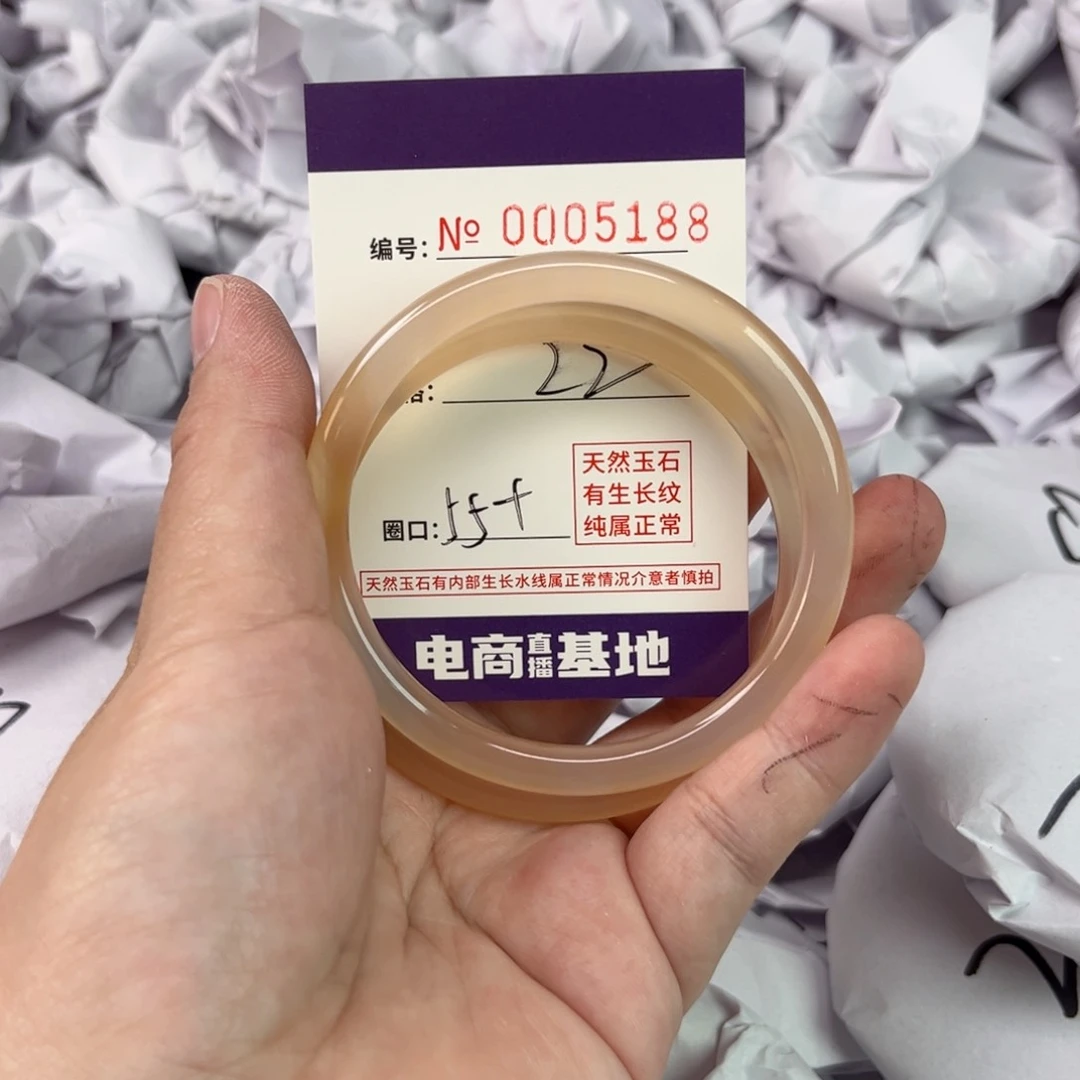 编号: № 0005188
格: 22
圈口: 55+
天然玉石
有生长纹
纯属正常
天然玉石有内部生长水线属正常情况介意者慎拍
电商直播基地